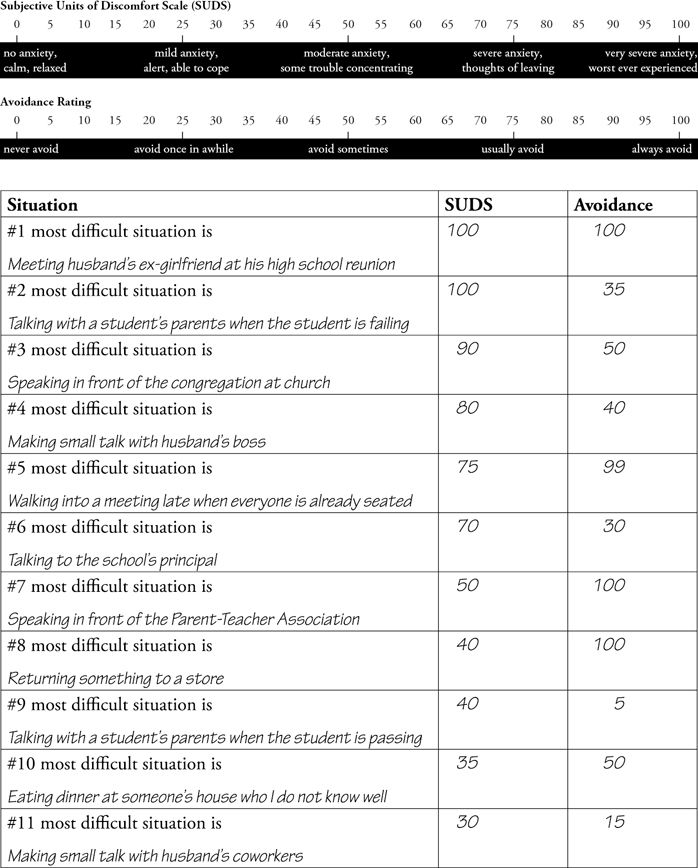 Subjective Units of Discomfort Scale (SUDS)
0 5 10 15 20 25 30 35 40 45 50 55 60 65 70 75 80 85 90 95 100
no anxiety, mild anxiety, moderate anxiety, severe anxiety, very severe anxiety,
calm, relaxed alert, able to cope some trouble concentrating thoughts of leaving worst ever experienced
Avoidance Rating
0 5 10 15 20 25 30 35 40 45 50 55 60 65 70 75 80 85 90 95 100
never avoid avoid once in awhile avoid sometimes usually avoid always avoid
Situation SUDS Avoidance
#1 most difficult situation is 100 100
Meeting husband's ex-girlfriend at his high school reunion
#2 most difficult situation is 100 35
Talking with a student's parents when the student is failing
#3 most difficult situation is 90 50
Speaking in front of the congregation at church
#4 most difficult situation is 80 40
Making small talk with husband's boss
#5 most difficult situation is 75 99
Walking into a meeting late when everyone is already seated
#6 most difficult situation is 70 30
Talking to the school's principal
#7 most difficult situation is 50 100
Speaking in front of the Parent-Teacher Association
#8 most difficult situation is 40 100
Returning something to a store
#9 most difficult situation is 40 5
Talking with a student's parents when the student is passing
#10 most difficult situation is 35 50
Eating dinner at someone's house who I do not know well
#11 most difficult situation is 30 15
Making small talk with husband's coworkers